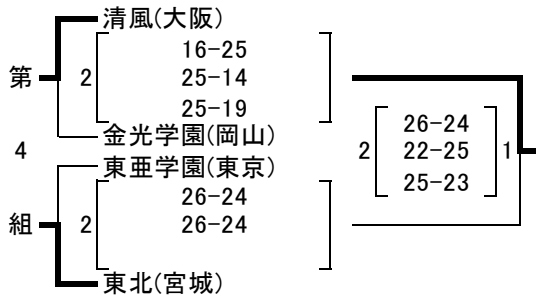 清風(大阪)
16-25
第 2 25-14
25-19
金光学園(岡山)
26-24
4 2 22-25 1
東亜学園(東京)
25-23
26-24
組 2 26-24
東北(宮城)